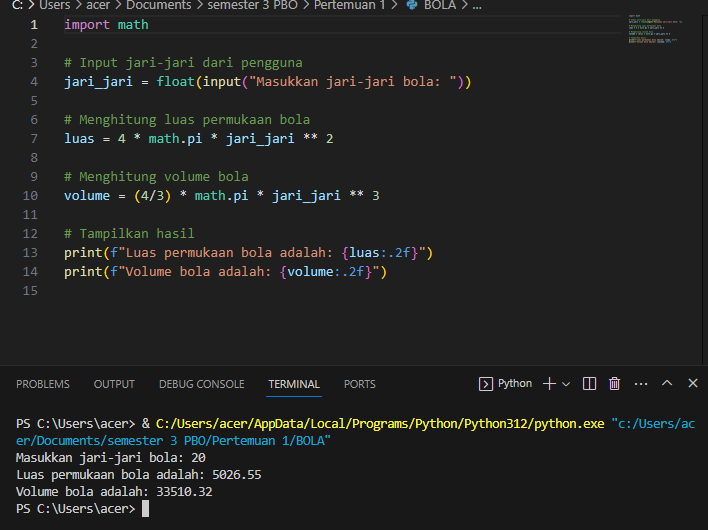 C: > Users > acer > Documents > semester 3 PBO > Pertemuan 1 > BOLA > ...
1 import math
2
3 # Input jari-jari dari pengguna
4 jari_jari = float(input("Masukkan jari-jari bola: "))
5
6 # Menghitung luas permukaan bola
7 luas = 4 * math.pi * jari_jari ** 2
8
9 # Menghitung volume bola
10 volume = (4/3) * math.pi * jari_jari ** 3
11
12 # Tampilkan hasil
13 print(f"Luas permukaan bola adalah: {luas:.2f}")
14 print(f"Volume bola adalah: {volume:.2f}")
15
PROBLEMS OUTPUT DEBUG CONSOLE TERMINAL PORTS Python
PS C:\Users\acer> & C:/Users/acer/AppData/Local/Programs/Python/Python312/python.exe "c:/Users/ac
er/Documents/semester 3 PBO/Pertemuan 1/BOLA"
Masukkan jari-jari bola: 20
Luas permukaan bola adalah: 5026.55
Volume bola adalah: 33510.32
PS C:\Users\acer>